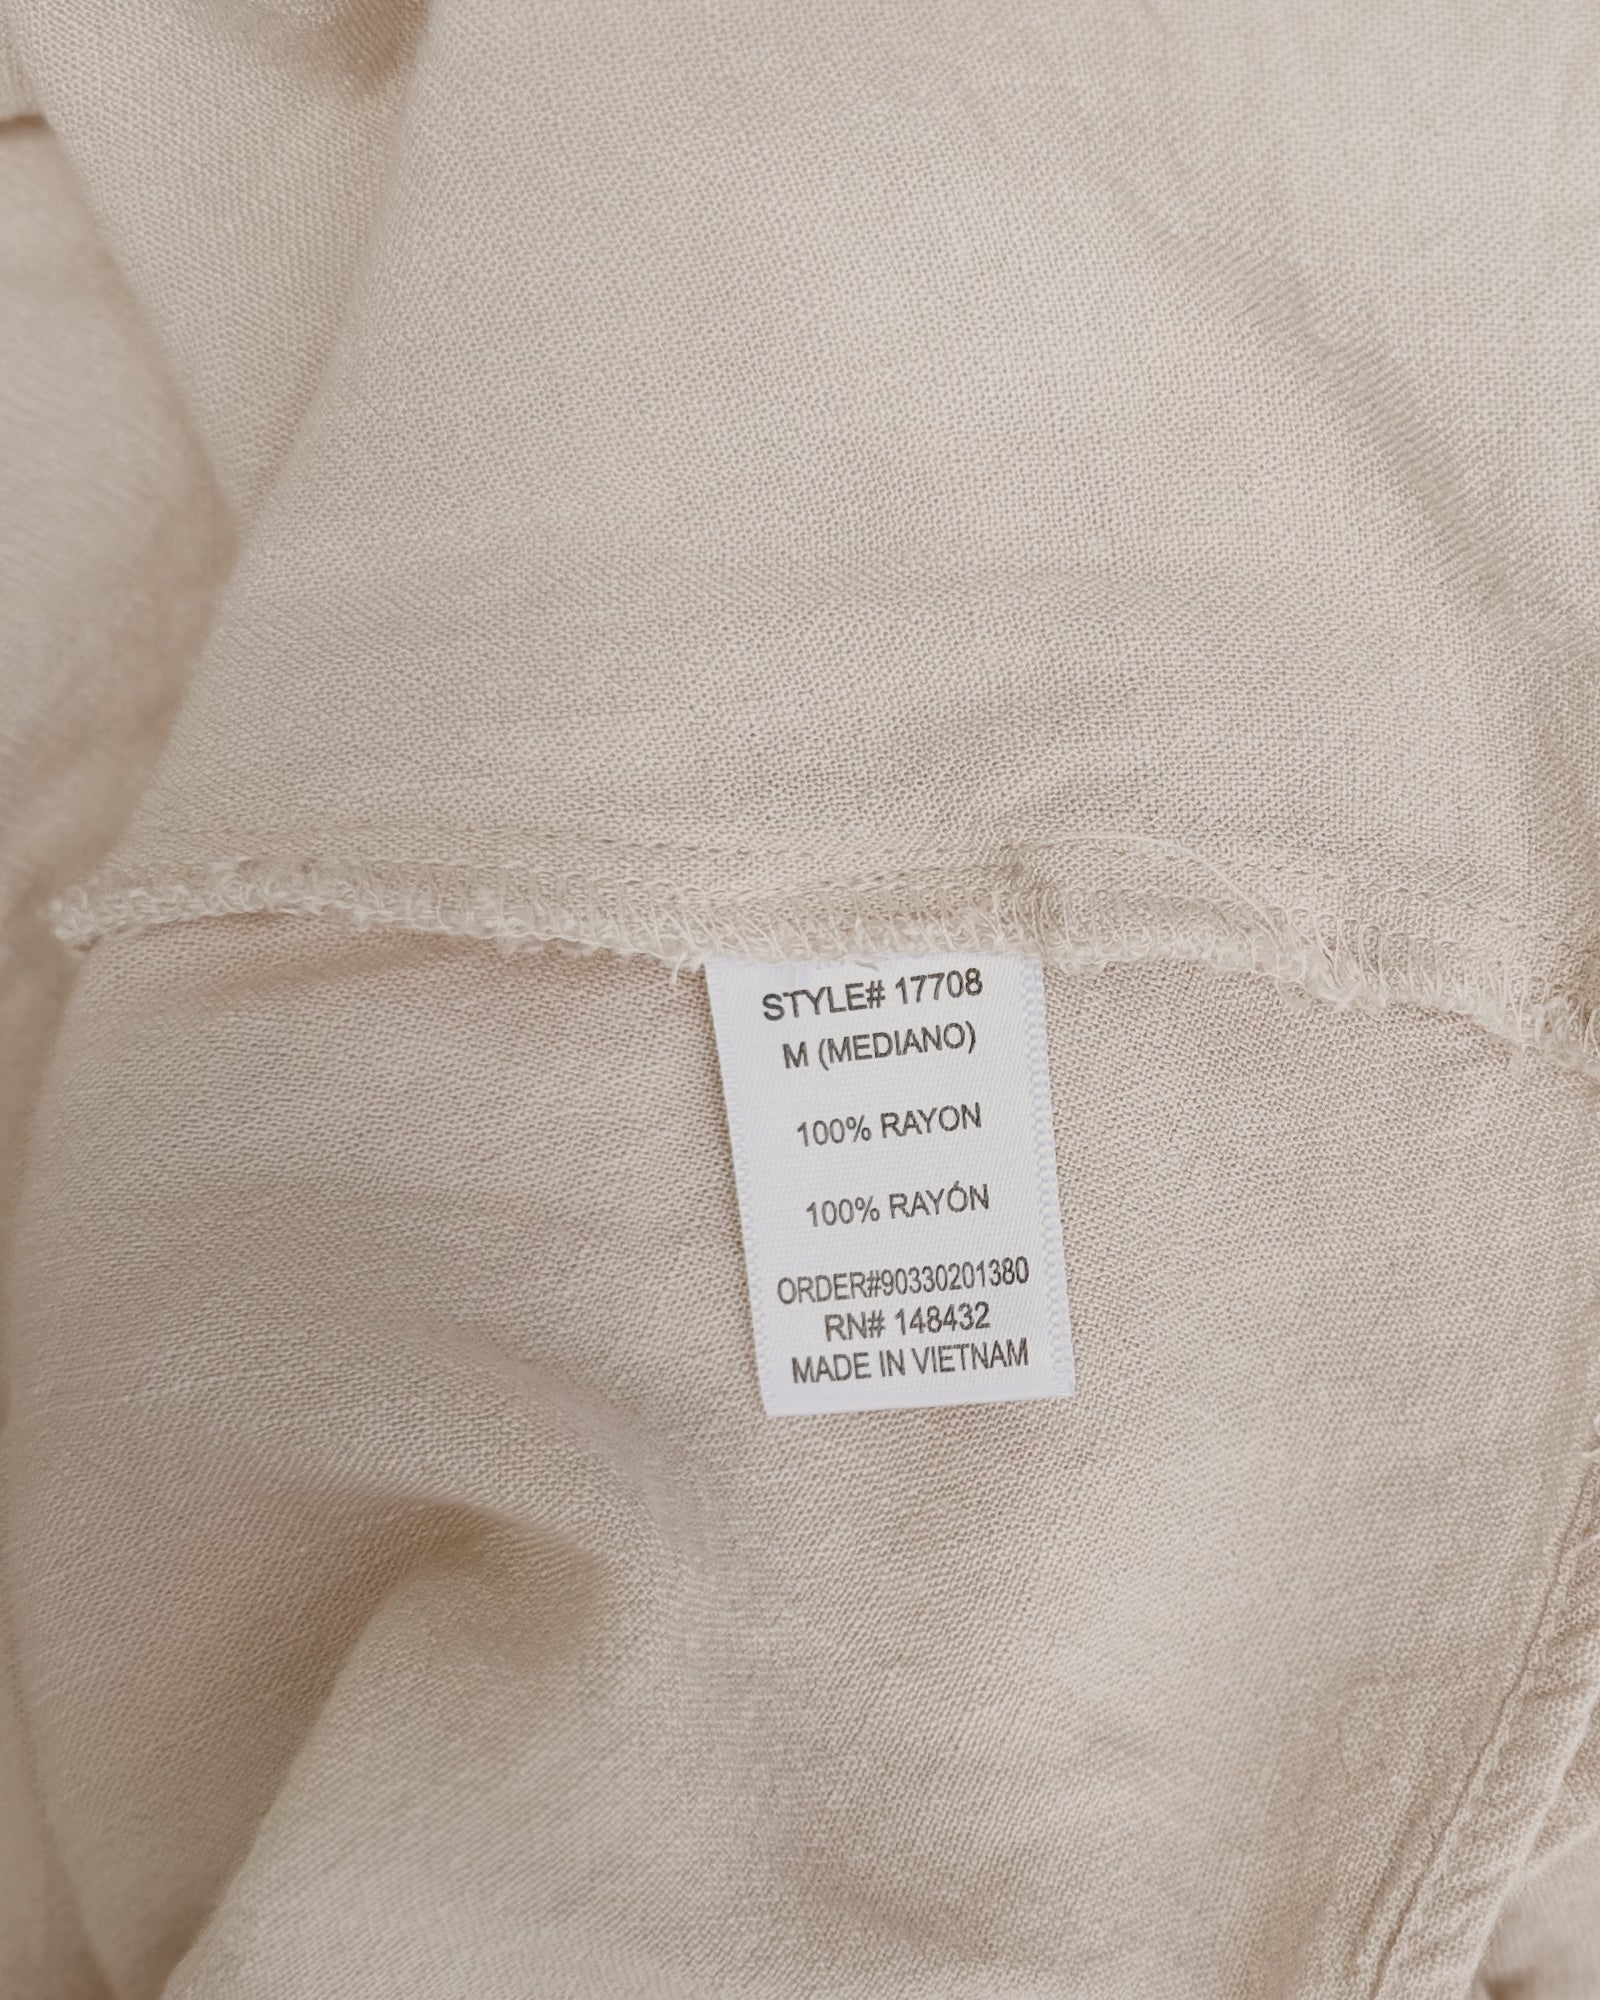 STYLE# 17708
M (MEDIANO)
100% RAYON
100% RAYÓN
ORDER#90330201380
RN# 148432
MADE IN VIETNAM